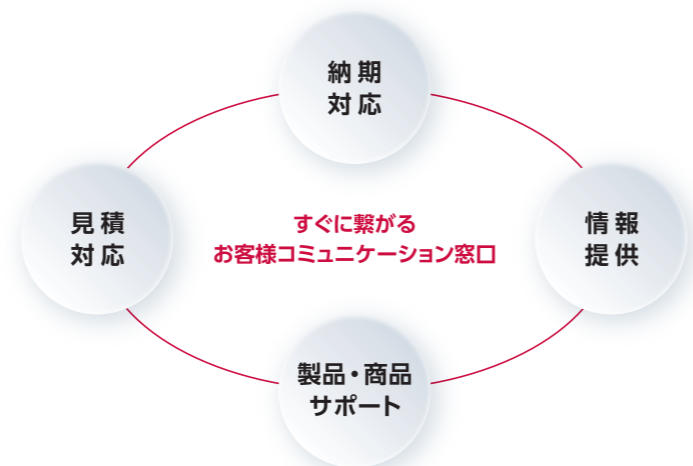 納期
対応
見積
対応
すぐに繋がる
お客様コミュニケーション窓口
情報
提供
製品・商品
サポート